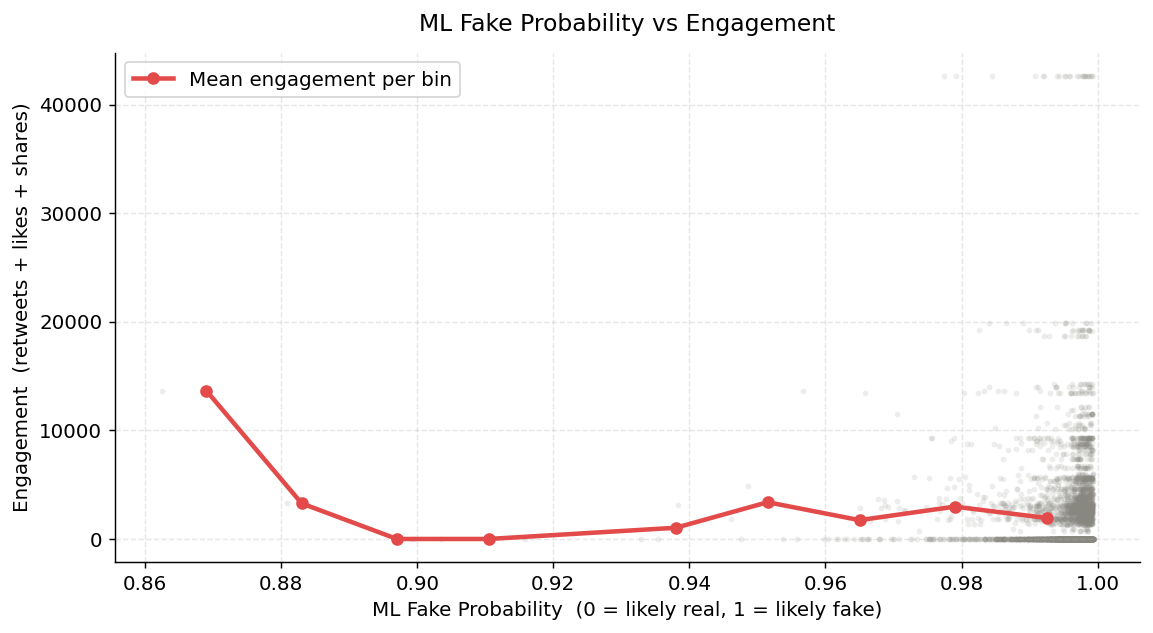 ML Fake Probability vs Engagement
Mean engagement per bin
Engagement (retweets + likes + shares)
40000
30000
20000
10000
0
0.86 0.88 0.90 0.92 0.94 0.96 0.98 1.00
ML Fake Probability (0 = likely real, 1 = likely fake)